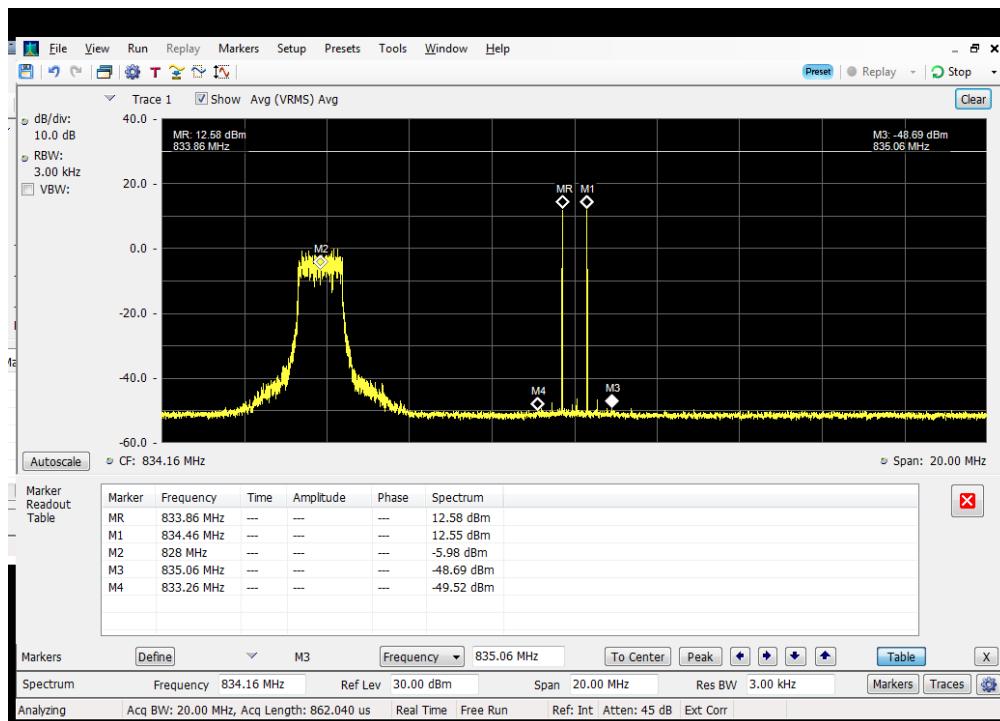 File View Run Replay Markers Setup Presets Tools Window Help
Preset Replay Stop
Trace 1 Show Avg (VRMS) Avg Clear
dB/div:
10.0 dB
RBW:
3.00 kHz
VBW:
40.0
20.0
0.0
-20.0
-40.0
-60.0
MR: 12.58 dBm
833.86 MHz
M3: -48.69 dBm
835.06 MHz
MR M1
M2
M4 M3
Autoscale CF: 834.16 MHz Span: 20.00 MHz
Marker
Readout
Table
Marker Frequency Time Amplitude Phase Spectrum
MR 833.86 MHz --- --- --- 12.58 dBm
M1 834.46 MHz --- --- --- 12.55 dBm
M2 828 MHz --- --- --- -5.98 dBm
M3 835.06 MHz --- --- --- -48.69 dBm
M4 833.26 MHz --- --- --- -49.52 dBm
Markers Define M3 Frequency 835.06 MHz To Center Peak Table X
Spectrum Frequency 834.16 MHz Ref Lev 30.00 dBm Span 20.00 MHz Res BW 3.00 kHz Markers Traces
Analyzing Acq BW: 20.00 MHz, Acq Length: 862.040 us Real Time Free Run Ref: Int Atten: 45 dB Ext Corr